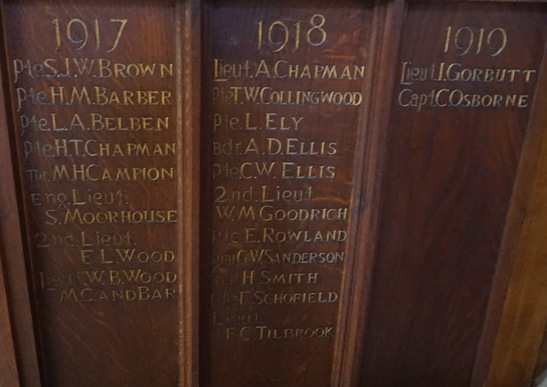 1917
Pte.S.J.W.BROWN
Pte.H.M.BARBER
Pte.L.A.BELBEN
Pte.H.T.CHAPMAN
M.H.CAMPION
Eng.Lieut.
S.MOORHOUSE
2nd.Lieut.
E.L.WOOD
Lieut.W.B.WOOD
M.C.AND BAR
1918
Lieut.A.CHAPMAN
Pte.T.W.COLLINGWOOD
Pte.L.ELY
Bdr.A.D.ELLIS
Pte.C.W.ELLIS
2nd.Lieut
W.M.GOODRICH
Pte E.ROWLAND
G.W.SANDERSON
H SMITH
Pte.F.SCHOFIELD
Lieut.
F.C.TILBROOK
1919
Lieut.I.GORBUTT
Capt.C.OSBORNE